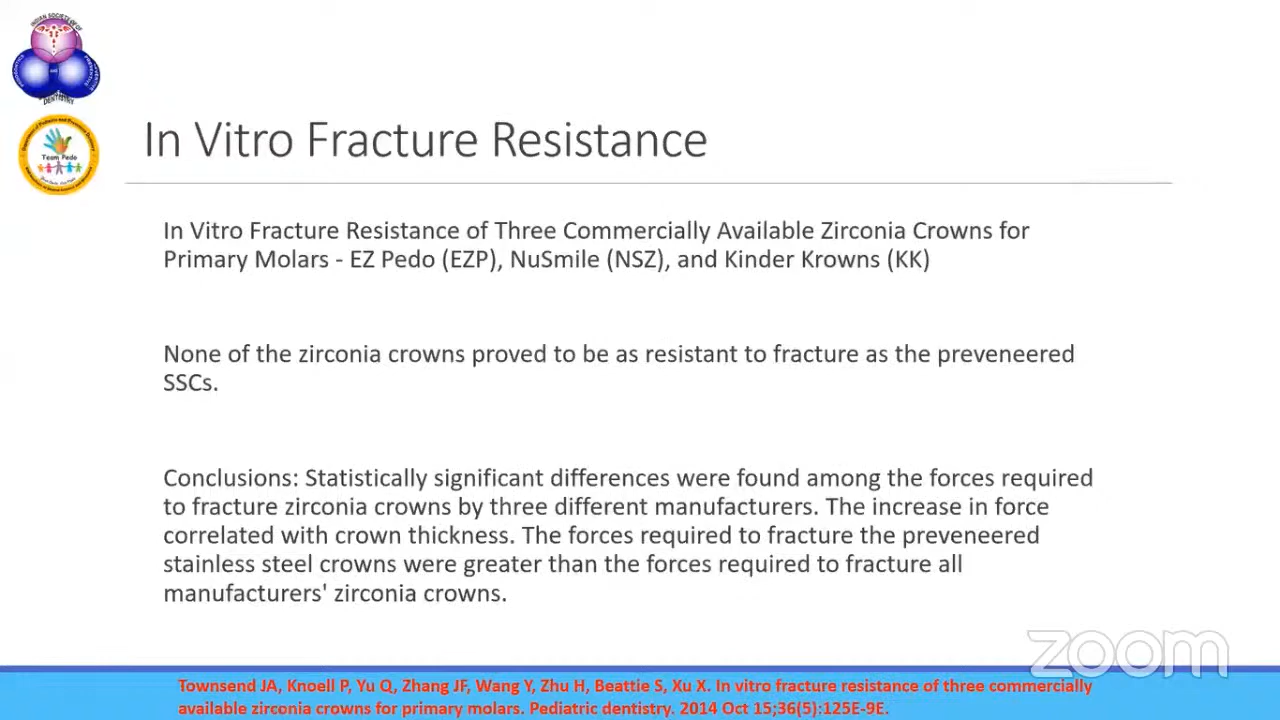 INDIAN SOCIETY OF
DENTISTRY
Team Pedo
In Vitro Fracture Resistance
In Vitro Fracture Resistance of Three Commercially Available Zirconia Crowns for
Primary Molars - EZ Pedo (EZP), NuSmile (NSZ), and Kinder Krowns (KK)
None of the zirconia crowns proved to be as resistant to fracture as the preveneered
SSCs.
Conclusions: Statistically significant differences were found among the forces required
to fracture zirconia crowns by three different manufacturers. The increase in force
correlated with crown thickness. The forces required to fracture the preveneered
stainless steel crowns were greater than the forces required to fracture all
manufacturers' zirconia crowns.
zoom
Townsend JA, Knoell P, Yu Q, Zhang JF, Wang Y, Zhu H, Beattie S, Xu X. In vitro fracture resistance of three commercially
available zirconia crowns for primary molars. Pediatric dentistry. 2014 Oct 15;36(5):125E-9E.